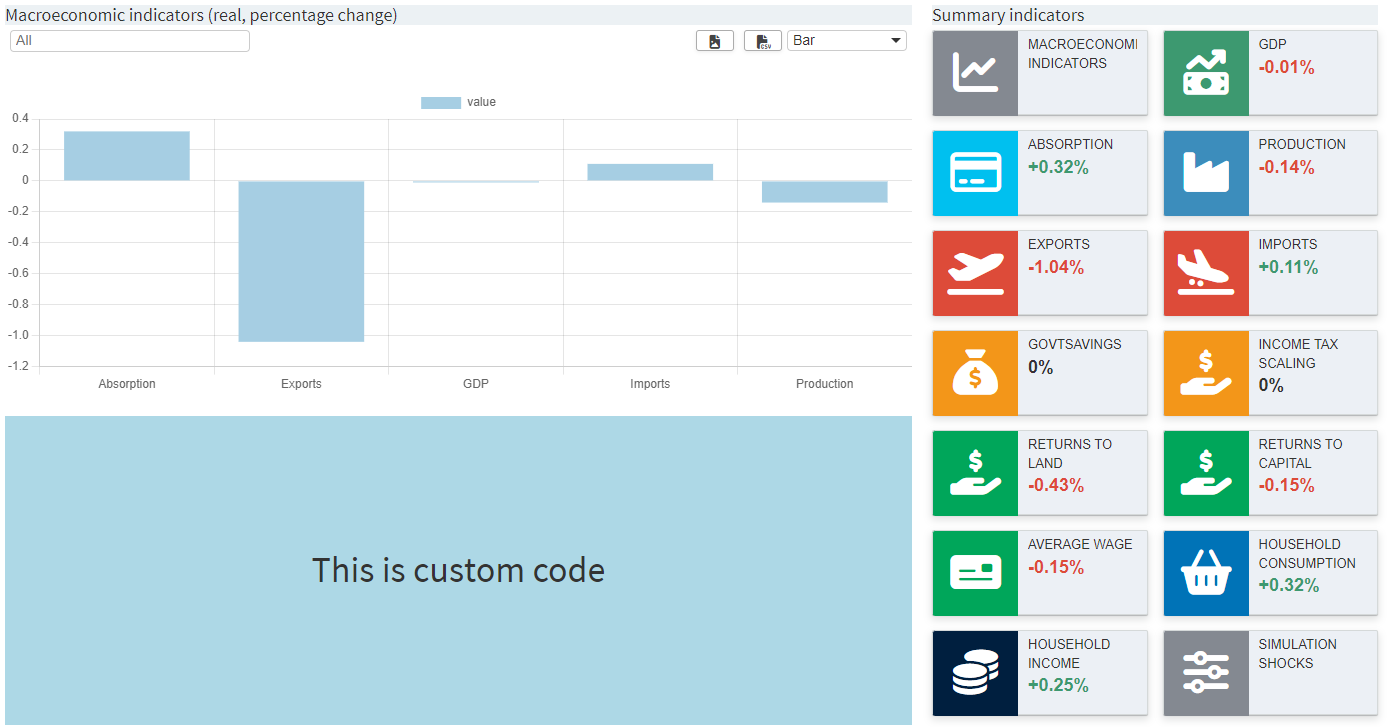 Macroeconomic indicators (real, percentage change)
All
CSV
Bar
value
0.4
0.2
0
-0.2
-0.4
-0.6
-0.8
-1.0
-1.2
Absorption
Exports
GDP
Imports
Production
This is custom code
Summary indicators
MACROECONOMI
INDICATORS
GDP
-0.01%
ABSORPTION
+0.32%
PRODUCTION
-0.14%
EXPORTS
-1.04%
IMPORTS
+0.11%
GOVTSAVINGS
0%
INCOME TAX
SCALING
0%
RETURNS TO
LAND
-0.43%
RETURNS TO
CAPITAL
-0.15%
AVERAGE WAGE
-0.15%
HOUSEHOLD
CONSUMPTION
+0.32%
HOUSEHOLD
INCOME
+0.25%
SIMULATION
SHOCKS